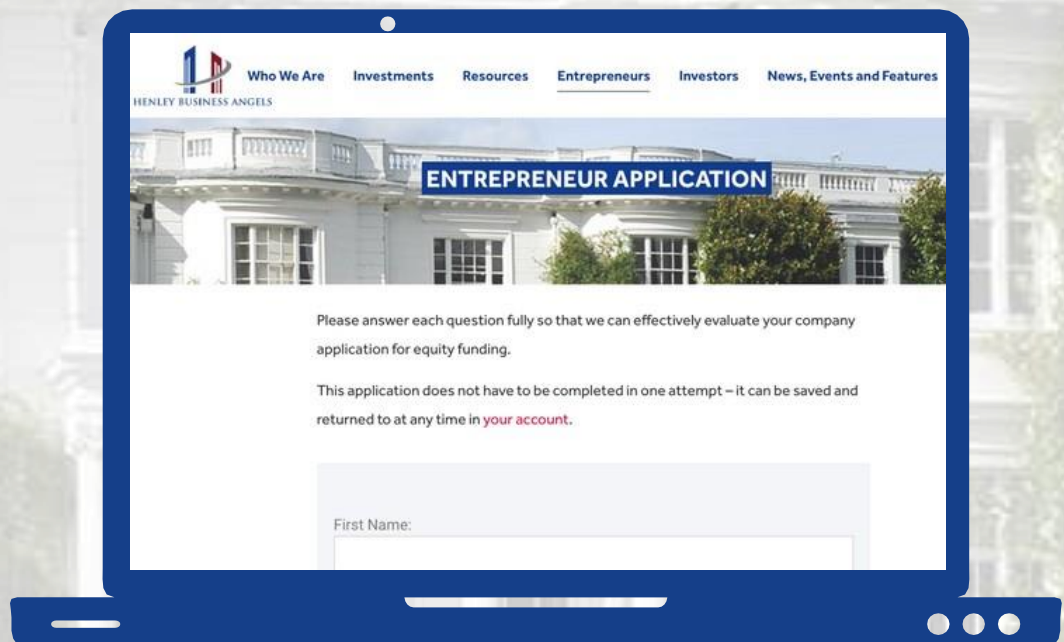 Who We Are Investments Resources Entrepreneurs Investors News, Events and Features
HENLEY BUSINESS ANGELS
ENTREPRENEUR APPLICATION
Please answer each question fully so that we can effectively evaluate your company
application for equity funding.
This application does not have to be completed in one attempt – it can be saved and
returned to at any time in your account.
First Name: